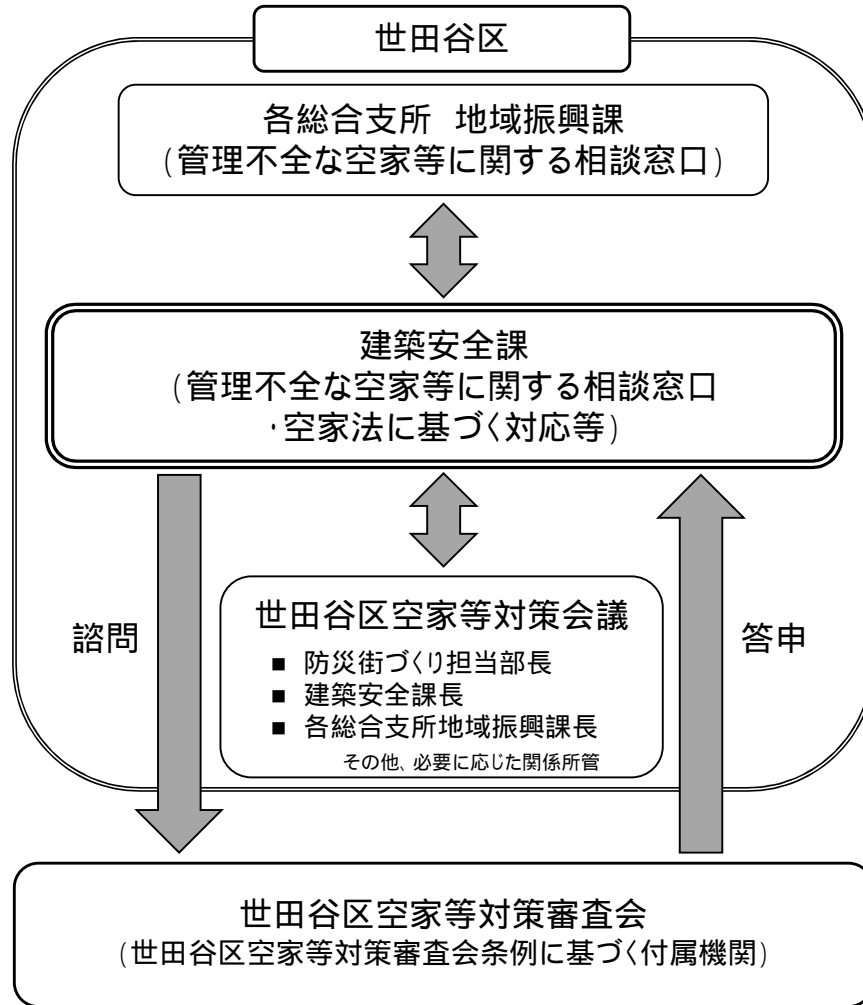 世田谷区
各総合支所 地域振興課
(管理不全な空家等に関する相談窓口)
建築安全課
(管理不全な空家等に関する相談窓口
・空家法に基づく対応等)
諮問
世田谷区空家等対策会議
■ 防災街づくり担当部長
■ 建築安全課長
■ 各総合支所地域振興課長
その他、必要に応じた関係所管
答申
世田谷区空家等対策審査会
(世田谷区空家等対策審査会条例に基づく付属機関)